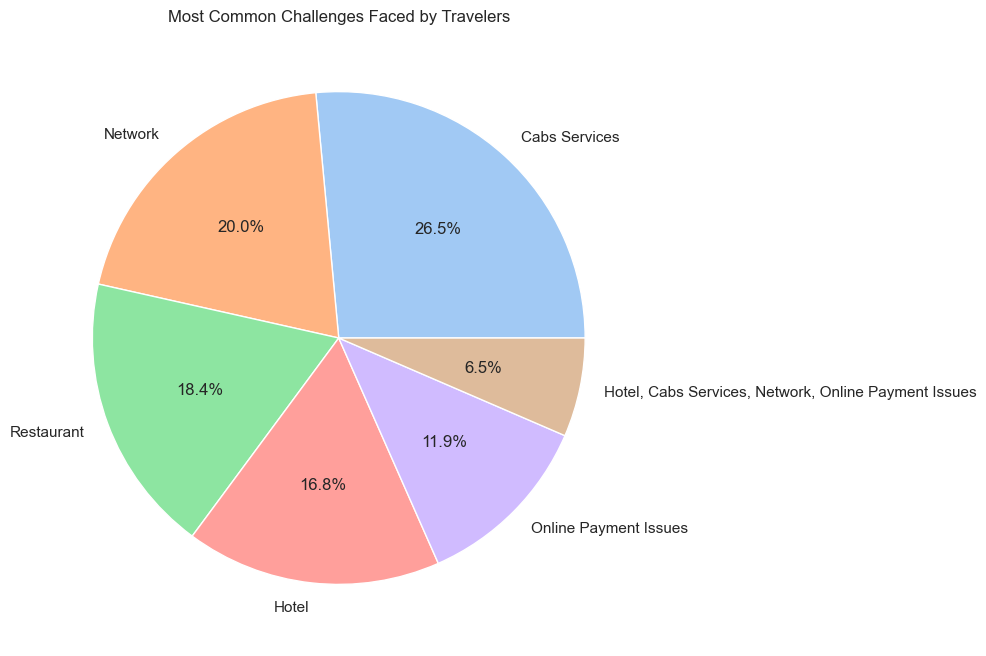 Most Common Challenges Faced by Travelers
Network
Cabs Services
20.0%
26.5%
18.4%
6.5%
Hotel, Cabs Services, Network, Online Payment Issues
Restaurant
11.9%
16.8%
Online Payment Issues
Hotel